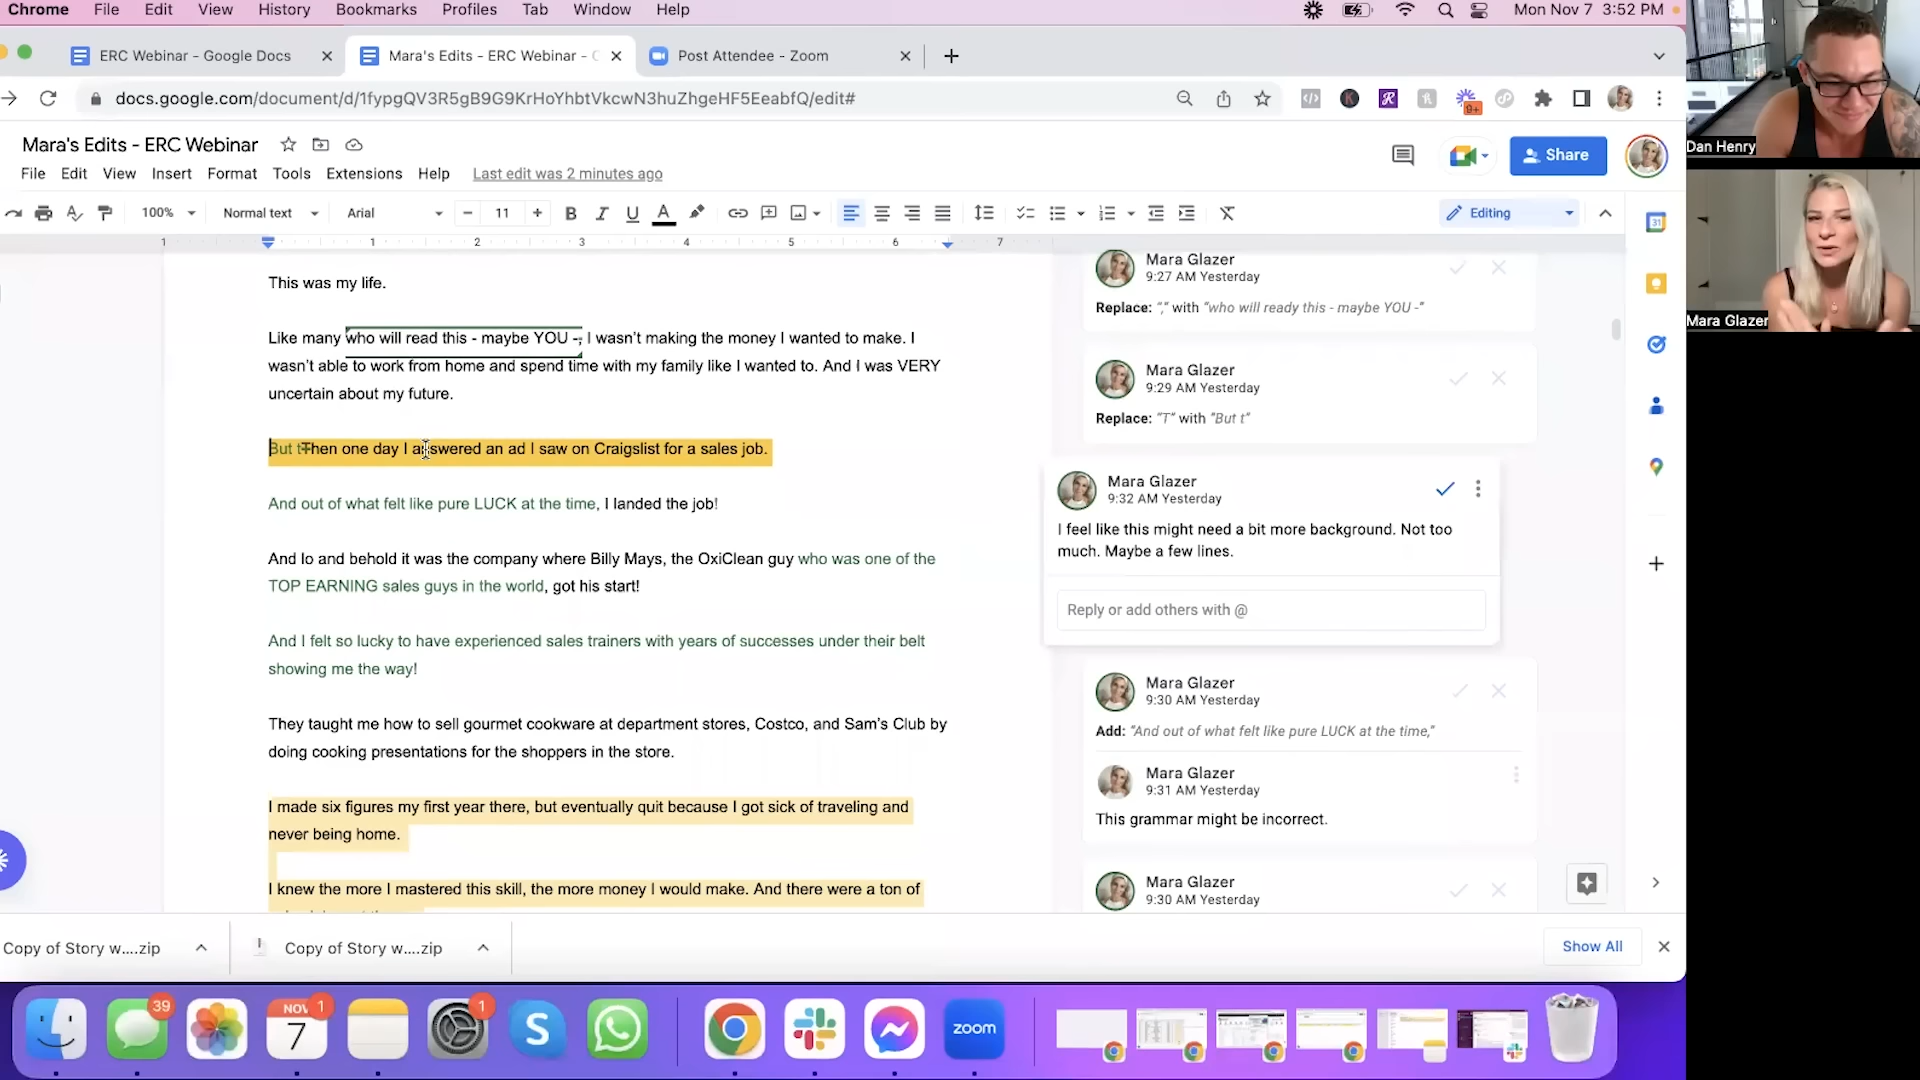 Chrome File Edit View History Bookmarks Profiles Tab Window Help Mon Nov 7 3:52 PM
ERC Webinar - Google Docs
Mara's Edits - ERC Webinar -
Post Attendee - Zoom
docs.google.com/document/d/1fypgQV3R5gB9G9KrHoYhbtVkcwN3huZhgeHF5EeabfQ/edit#
9+
Mara's Edits - ERC Webinar
Share
File Edit View Insert Format Tools Extensions Help Last edit was 2 minutes ago
100% Normal text Arial 11 Editing
1 1 2 3 4 5 6 7
This was my life.
Like many who will read this - maybe YOU -, I wasn't making the money I wanted to make. I
wasn't able to work from home and spend time with my family like I wanted to. And I was VERY
uncertain about my future.
But tThen one day I answered an ad I saw on Craigslist for a sales job.
And out of what felt like pure LUCK at the time, I landed the job!
And lo and behold it was the company where Billy Mays, the OxiClean guy who was one of the
TOP EARNING sales guys in the world, got his start!
And I felt so lucky to have experienced sales trainers with years of successes under their belt
showing me the way!
They taught me how to sell gourmet cookware at department stores, Costco, and Sam's Club by
doing cooking presentations for the shoppers in the store.
I made six figures my first year there, but eventually quit because I got sick of traveling and
never being home.
I knew the more I mastered this skill, the more money I would make. And there were a ton of
Mara Glazer
9:27 AM Yesterday
Replace: "," with "who will ready this - maybe YOU -"
Mara Glazer
9:29 AM Yesterday
Replace: "T" with "But t"
Mara Glazer
9:32 AM Yesterday
I feel like this might need a bit more background. Not too
much. Maybe a few lines.
Reply or add others with @
Mara Glazer
9:30 AM Yesterday
Add: "And out of what felt like pure LUCK at the time,"
Mara Glazer
9:31 AM Yesterday
This grammar might be incorrect.
Mara Glazer
9:30 AM Yesterday
31
Dan Henry
Mara Glazer
Copy of Story w....zip
Copy of Story w....zip
Show All
39
NOV 1
7
1
S
zoom